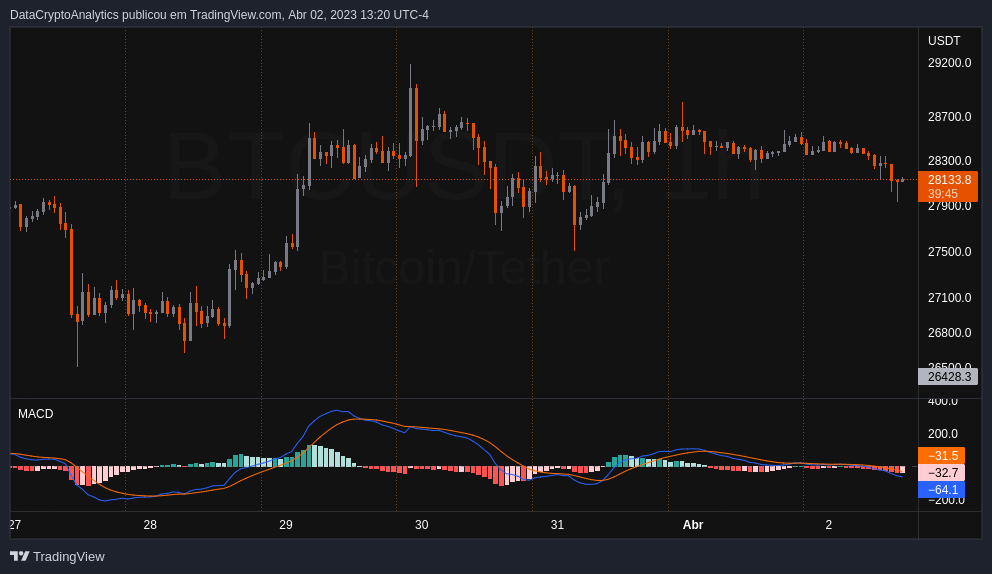 DataCryptoAnalytics publicou em TradingView.com, Abr 02, 2023 13:20 UTC-4
BTCUSDT, 1h
Bitcoin/Tether
USDT
29200.0
28700.0
28300.0
28133.8
39:45
27900.0
27500.0
27100.0
26800.0
26500.0
26428.3
MACD
400.0
200.0
−31.5
−32.7
−64.1
−200.0
27 28 29 30 31 Abr 2
TradingView